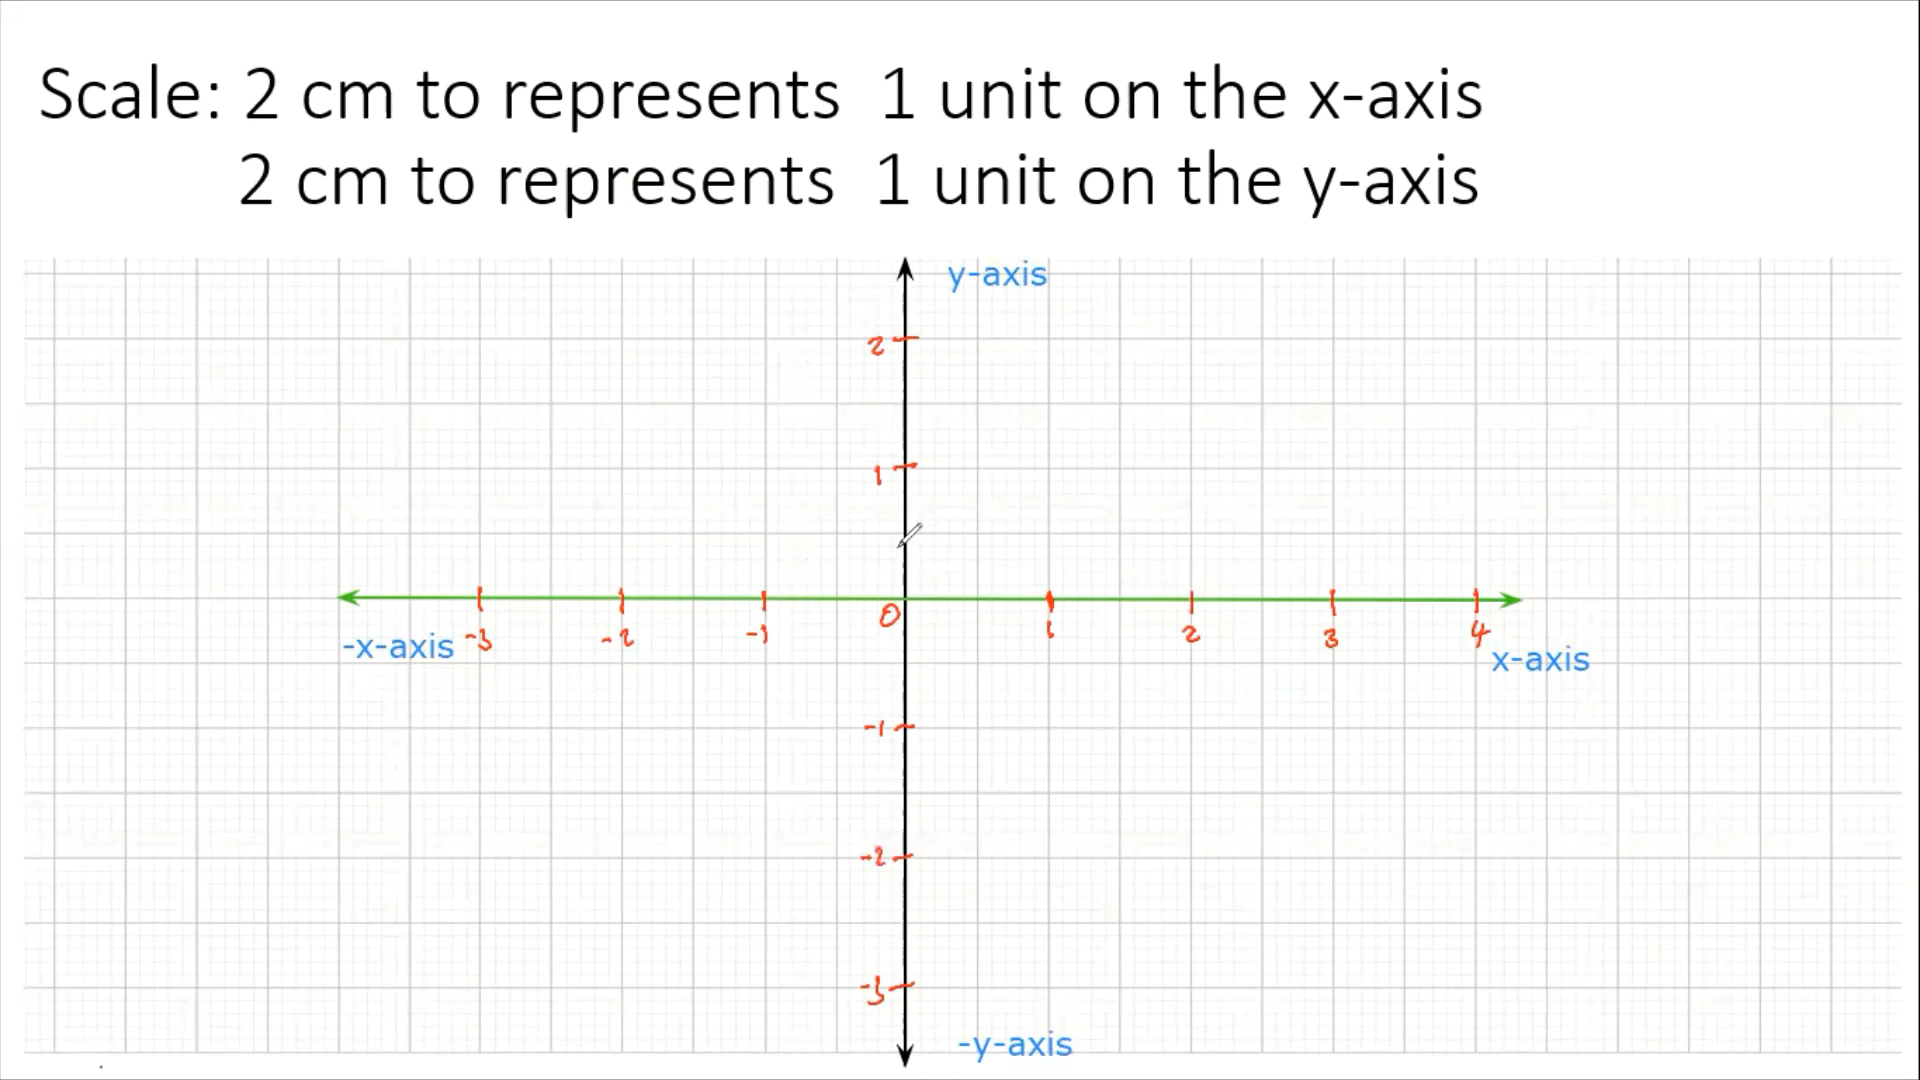 Scale: 2 cm to represents 1 unit on the x-axis
2 cm to represents 1 unit on the y-axis
y-axis
2
1
0
-x-axis -3 -2 -1 1 2 3 4 x-axis
-1
-2
-3
-y-axis